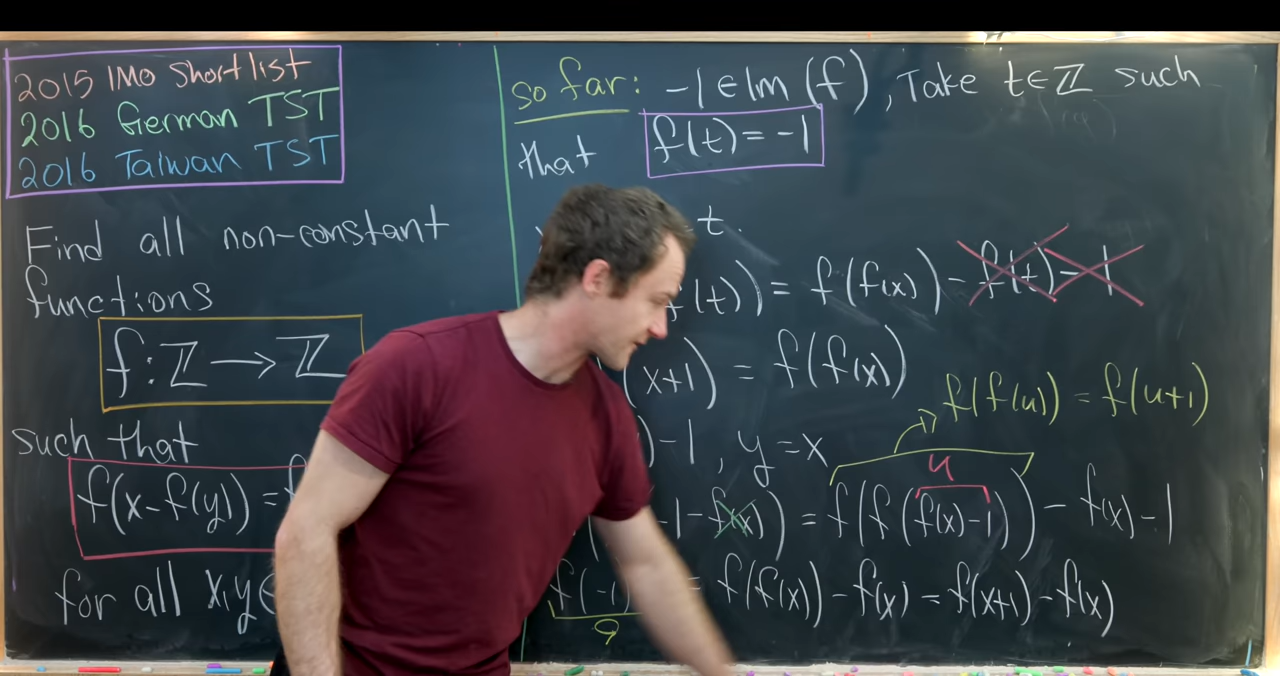 2015 IMO Shortlist
2016 German TST
2016 Taiwan TST
Find all non-constant
functions
f: ℤ → ℤ
such that
f(x-f(y)) =
for all x,y ∈
so far: -1 ∈ Im(f), Take t ∈ ℤ such
that f(t) = -1
t.
(t)) = f(f(x)) - f(t) - 1
(x+1) = f(f(x))
f(f(u)) = f(u+1)
)-1, y = x
u
-1-f(x)) = f(f(f(x)-1)) - f(x) - 1
f(-1) = f(f(x)) - f(x) = f(x+1) - f(x)